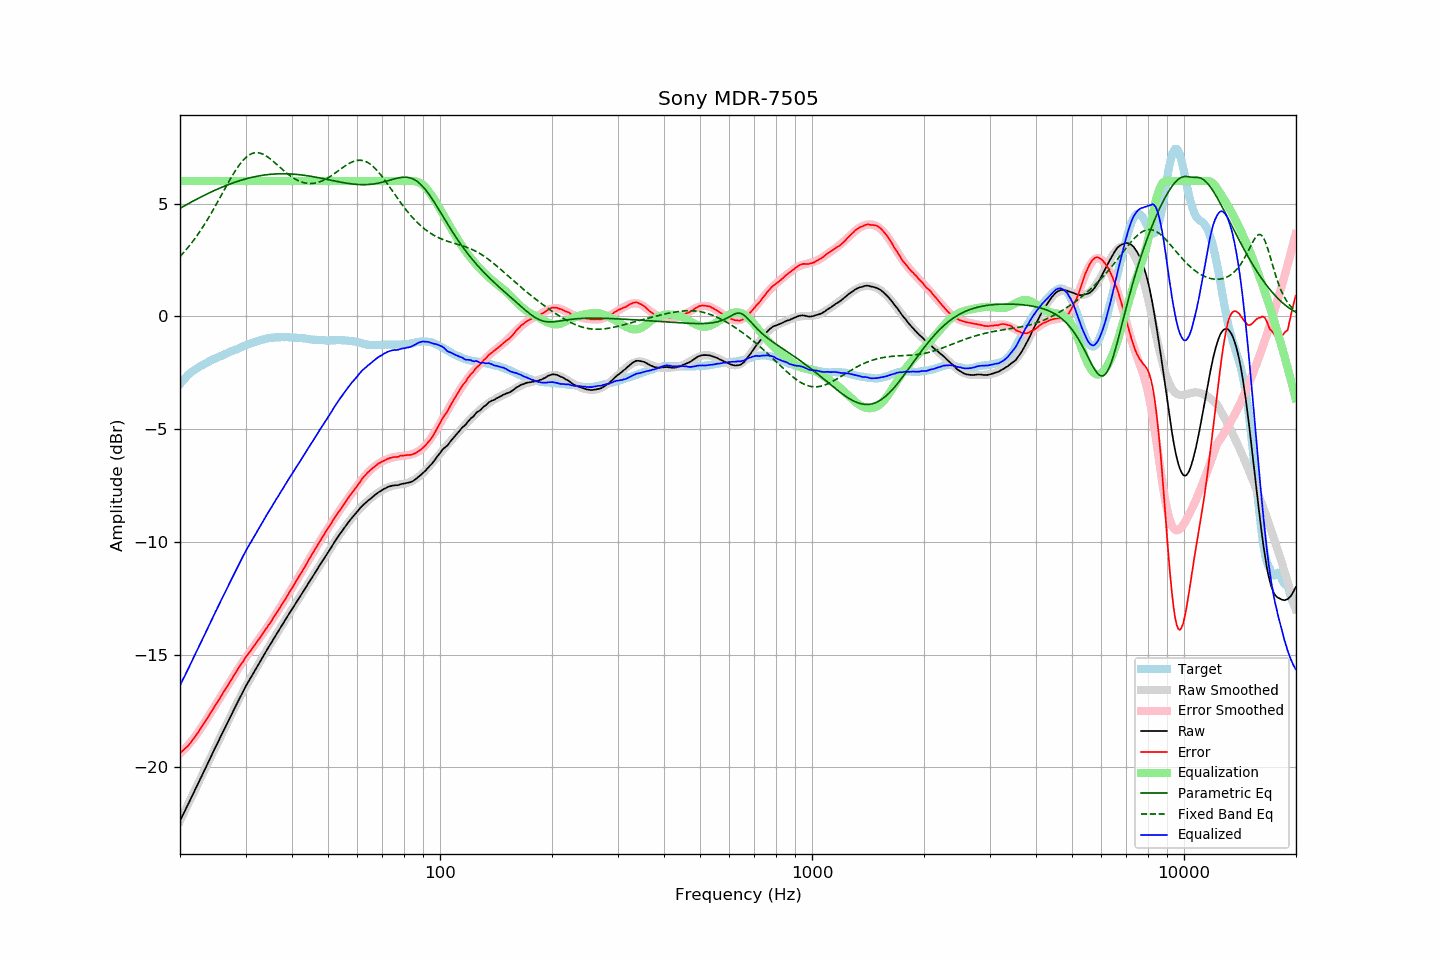 Sony MDR-7505
Amplitude (dBr)
5
0
−5
−10
−15
−20
100
1000
10000
Frequency (Hz)
Target
Raw Smoothed
Error Smoothed
Raw
Error
Equalization
Parametric Eq
Fixed Band Eq
Equalized